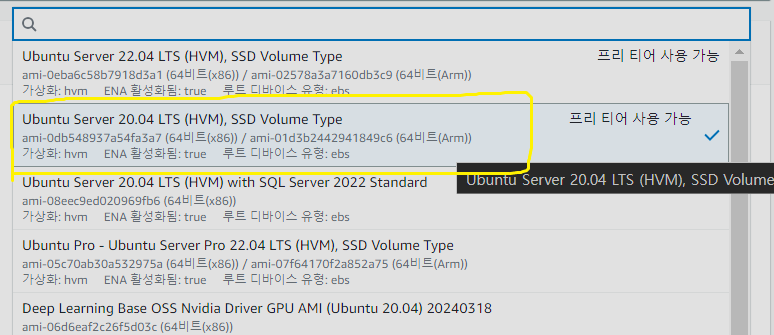 Ubuntu Server 22.04 LTS (HVM), SSD Volume Type
프리 티어 사용 가능
ami-0eba6c58b7918d3a1 (64비트(x86)) / ami-02578a3a7160db3c9 (64비트(Arm))
가상화: hvm ENA 활성화됨: true 루트 디바이스 유형: ebs
Ubuntu Server 20.04 LTS (HVM), SSD Volume Type
프리 티어 사용 가능
ami-0db548937a54fa3a7 (64비트(x86)) / ami-01d3b2442941849c6 (64비트(Arm))
가상화: hvm ENA 활성화됨: true 루트 디바이스 유형: ebs
Ubuntu Server 20.04 LTS (HVM) with SQL Server 2022 Standard
Ubuntu Server 20.04 LTS (HVM), SSD Volume
ami-08eec9ed020969fb6 (64비트(x86))
가상화: hvm ENA 활성화됨: true 루트 디바이스 유형: ebs
Ubuntu Pro - Ubuntu Server Pro 22.04 LTS (HVM), SSD Volume Type
ami-05c70ab30a532975a (64비트(x86)) / ami-07f64170f2a852a75 (64비트(Arm))
가상화: hvm ENA 활성화됨: true 루트 디바이스 유형: ebs
Deep Learning Base OSS Nvidia Driver GPU AMI (Ubuntu 20.04) 20240318
ami-06d6eaf2c26f5d03c (64비트(x86))